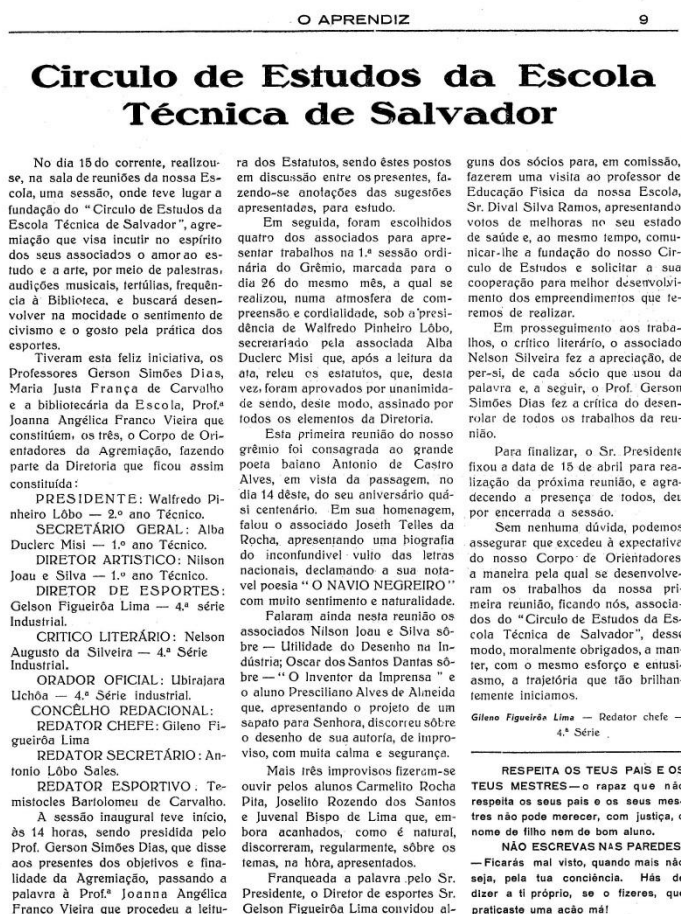 O APRENDIZ 9
Circulo de Estudos da Escola
Técnica de Salvador
No dia 15 do corrente, realizou-
se, na sala de reuniões da nossa Es-
cola, uma sessão, onde teve lugar a
fundação do "Circulo de Estudos da
Escola Técnica de Salvador", agre-
miação que visa incutir no espírito
dos seus associados o amor ao es-
tudo e a arte, por meio de palestras,
audições musicais, tertúlias, frequên-
cia à Biblioteca, e buscará desen-
volver na mocidade o sentimento de
civismo e o gosto pela prática dos
esportes.
Tiveram esta feliz iniciativa, os
Professores Gerson Simões Dias,
Maria Justa França de Carvalho
e a bibliotecária da Escola, Prof.ª
Joanna Angélica Franco Vieira que
constituem, os três, o Corpo de Ori-
entadores da Agremiação, fazendo
parte da Diretoria que ficou assim
constituída:
PRESIDENTE: Walfredo Pi-
nheiro Lôbo — 2.º ano Técnico.
SECRETÁRIO GERAL: Alba
Duclerc Misi — 1.º ano Técnico.
DIRETOR ARTISTICO: Nilson
Joau e Silva — 1.º ano Técnico.
DIRETOR DE ESPORTES:
Gelson Figueirôa Lima — 4.ª série
Industrial.
CRITICO LITERÁRIO: Nelson
Augusto da Silveira — 4.ª Série
Industrial.
ORADOR OFICIAL: Ubirajara
Uchôa — 4.ª Série industrial.
CONCÊLHO REDACIONAL:
REDATOR CHEFE: Gileno Fi-
gueirôa Lima
REDATOR SECRETÁRIO: An-
tonio Lôbo Sales.
REDATOR ESPORTIVO. Te-
mistocles Bartolomeu de Carvalho.
A sessão inaugural teve início,
às 14 horas, sendo presidida pelo
Prof. Gerson Simões Dias, que disse
aos presentes dos objetivos e fina-
lidade da Agremiação, passando a
palavra à Prof.ª Joanna Angélica
Franco Vieira que procedeu a leitu-
ra dos Estatutos, sendo êstes postos
em discussão entre os presentes, fa-
zendo-se anotações das sugestões
apresentadas, para estudo.
Em seguida, foram escolhidos
quatro dos associados para apre-
sentar trabalhos na 1.ª sessão ordi-
nária do Grêmio, marcada para o
dia 26 do mesmo mês, a qual se
realizou, numa atmosfera de com-
preensão e cordialidade, sob a presi-
dência de Walfredo Pinheiro Lôbo,
secretariado pela associada Alba
Duclerc Misi que, após a leitura da
ata, releu os estatutos, que, desta
vez, foram aprovados por unanimida-
de sendo, deste modo, assinado por
todos os elementos da Diretoria.
Esta primeira reunião do nosso
grêmio foi consagrada ao grande
poeta baiano Antonio de Castro
Alves, em vista da passagem, no
dia 14 dêste, do seu aniversário quá-
si centenário. Em sua homenagem,
falou o associado Joseth Telles da
Rocha, apresentando uma biografia
do inconfundivel vulto das letras
nacionais, declamando a sua nota-
vel poesia "O NAVIO NEGREIRO"
com muito sentimento e naturalidade.
Falaram ainda nesta reunião os
associados Nilson Joau e Silva sô-
bre — Utilidade do Desenho na In-
dústria; Oscar dos Santos Dantas sô-
bre — "O Inventor da Imprensa" e
o aluno Presciliano Alves de Almeida
que, apresentando o projeto de um
sapato para Senhora, discorreu sôbre
o desenho de sua autoria, de impro-
viso, com muita calma e segurança.
Mais três improvisos fizeram-se
ouvir pelos alunos Carmelito Rocha
Pita, Joselito Rozendo dos Santos
e Juvenal Bispo de Lima que, em-
bora acanhados, como é natural,
discorreram, regularmente, sôbre os
temas, na hôra, apresentados.
Franqueada a palavra pelo Sr.
Presidente, o Diretor de esportes Sr.
Gelson Figueirôa Lima convidou al-
guns dos sócios para, em comissão,
fazerem uma visita ao professor de
Educação Fisica da nossa Escola,
Sr. Dival Silva Ramos, apresentando
votos de melhoras no seu estado
de saúde e, ao mesmo tempo, comu-
nicar-lhe a fundação do nosso Cir-
culo de Estudos e solicitar a sua
cooperação para melhor desenvolvi-
mento dos empreendimentos que te-
remos de realizar.
Em prosseguimento aos traba-
lhos, o crítico literário, o associado
Nelson Silveira fez a apreciação, de
per-si, de cada sócio que usou da
palavra e, a seguir, o Prof. Gerson
Simões Dias fez a crítica do desen-
rolar de todos os trabalhos da reu-
nião.
Para finalizar, o Sr. Presidente
fixou a data de 15 de abril para rea-
lização da próxima reunião, e agra-
decendo a presença de todos, deu
por encerrada a sessão.
Sem nenhuma dúvida, podemos
assegurar que excedeu à expectativa
do nosso Corpo de Orientadores
a maneira pela qual se desenvolve-
ram os trabalhos da nossa pri-
meira reunião, ficando nós, associa-
dos do "Circulo de Estudos da Es-
cola Técnica de Salvador", desse
modo, moralmente obrigados, a man-
ter, com o mesmo esforço e entusi-
asmo, a trajetória que tão brilhan-
temente iniciamos.
Gileno Figueirôa Lima — Redator chefe —
4.ª Série.
RESPEITA OS TEUS PAIS E OS
TEUS MESTRES — o rapaz que não
respeita os seus pais e os seus mes-
tres não pode merecer, com justiça, o
nome de filho nem de bom aluno.
NÃO ESCREVAS NAS PAREDES
— Ficarás mal visto, quando mais não
seja, pela tua conciência. Hás de
dizer a ti próprio, se o fizeres, que
praticaste uma acão má!